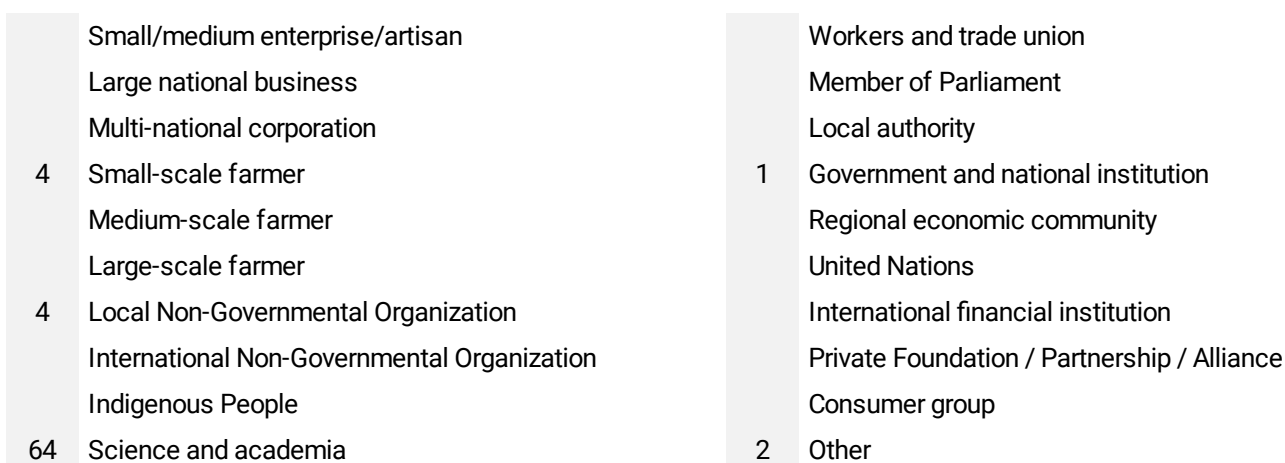 Small/medium enterprise/artisan
Large national business
Multi-national corporation
4 Small-scale farmer
Medium-scale farmer
Large-scale farmer
4 Local Non-Governmental Organization
International Non-Governmental Organization
Indigenous People
64 Science and academia
Workers and trade union
Member of Parliament
Local authority
1 Government and national institution
Regional economic community
United Nations
International financial institution
Private Foundation / Partnership / Alliance
Consumer group
2 Other